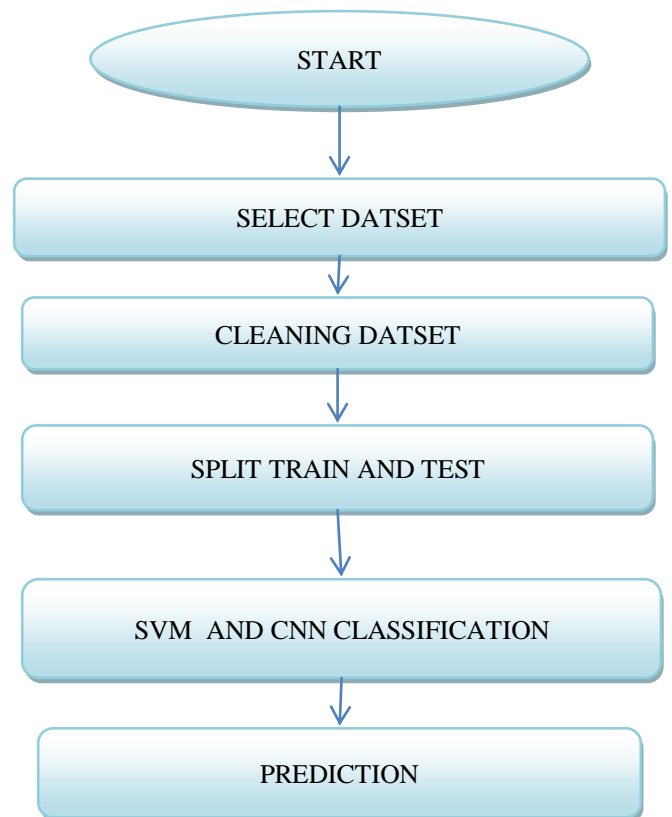 START
SELECT DATSET
CLEANING DATSET
SPLIT TRAIN AND TEST
SVM AND CNN CLASSIFICATION
PREDICTION